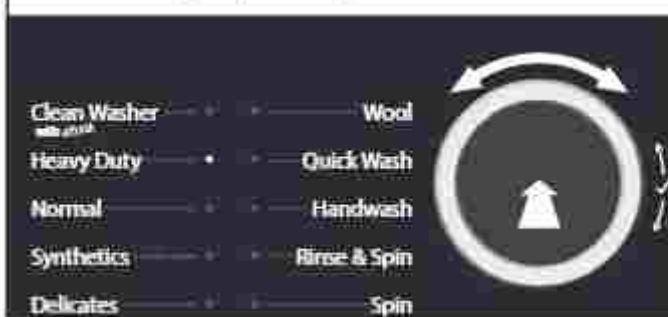 Clean Washer
Wool
Heavy Duty
Quick Wash
Normal
Handwash
Synthetics
Rinse & Spin
Delicates
Spin